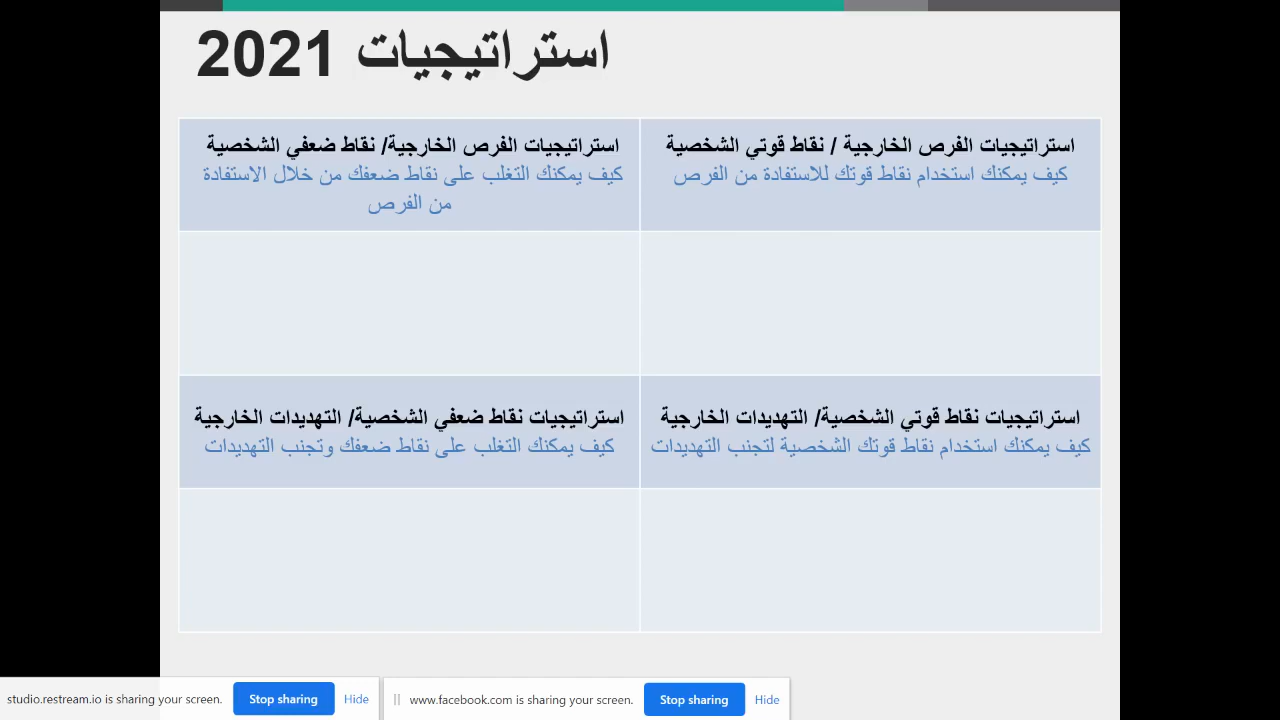 استراتيجيات 2021
استراتيجيات الفرص الخارجية / نقاط قوتي الشخصية
كيف يمكنك استخدام نقاط قوتك للاستفادة من الفرص
استراتيجيات الفرص الخارجية/ نقاط ضعفي الشخصية
كيف يمكنك التغلب على نقاط ضعفك من خلال الاستفادة
من الفرص
استراتيجيات نقاط قوتي الشخصية/ التهديدات الخارجية
كيف يمكنك استخدام نقاط قوتك الشخصية لتجنب التهديدات
استراتيجيات نقاط ضعفي الشخصية/ التهديدات الخارجية
كيف يمكنك التغلب على نقاط ضعفك وتجنب التهديدات
studio.restream.io is sharing your screen. Stop sharing Hide
www.facebook.com is sharing your screen. Stop sharing Hide